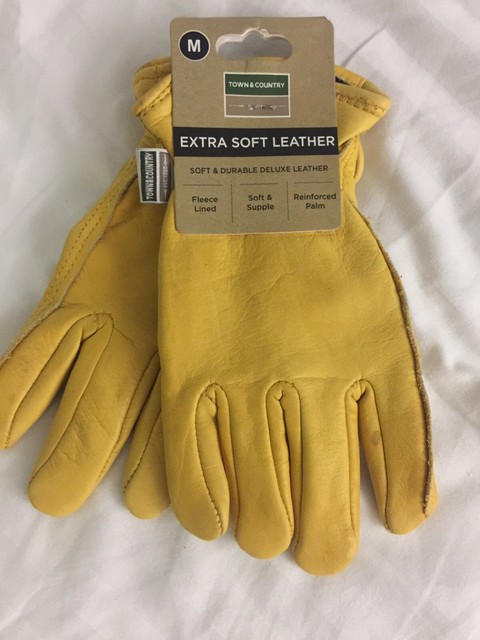 M
TOWN & COUNTRY
EXTRA SOFT LEATHER
SOFT & DURABLE DELUXE LEATHER
Fleece Lined
Soft & Supple
Reinforced Palm
TOWN&COUNTRY